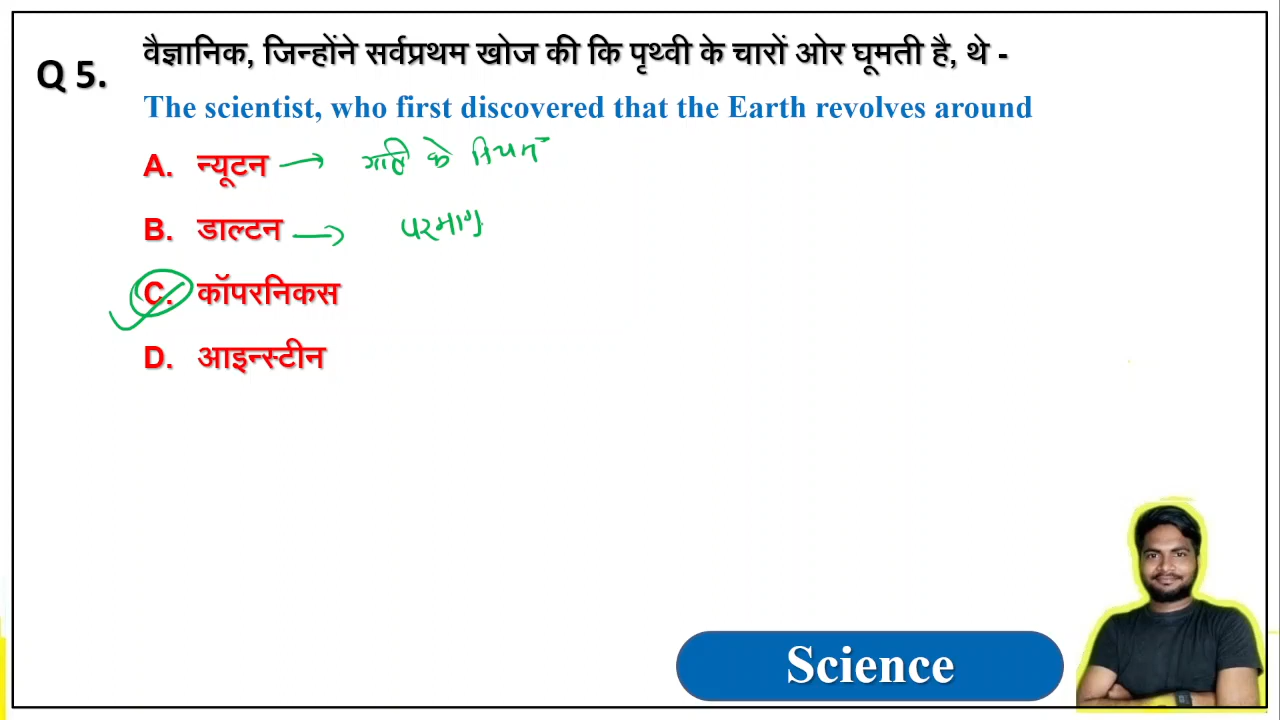 Q 5.
वैज्ञानिक, जिन्होंने सर्वप्रथम खोज की कि पृथ्वी के चारों ओर घूमती है, थे -
The scientist, who first discovered that the Earth revolves around
A. न्यूटन → गति के नियम
B. डाल्टन → परमाणु
C. कॉपरनिकस
D. आइन्स्टीन
Science